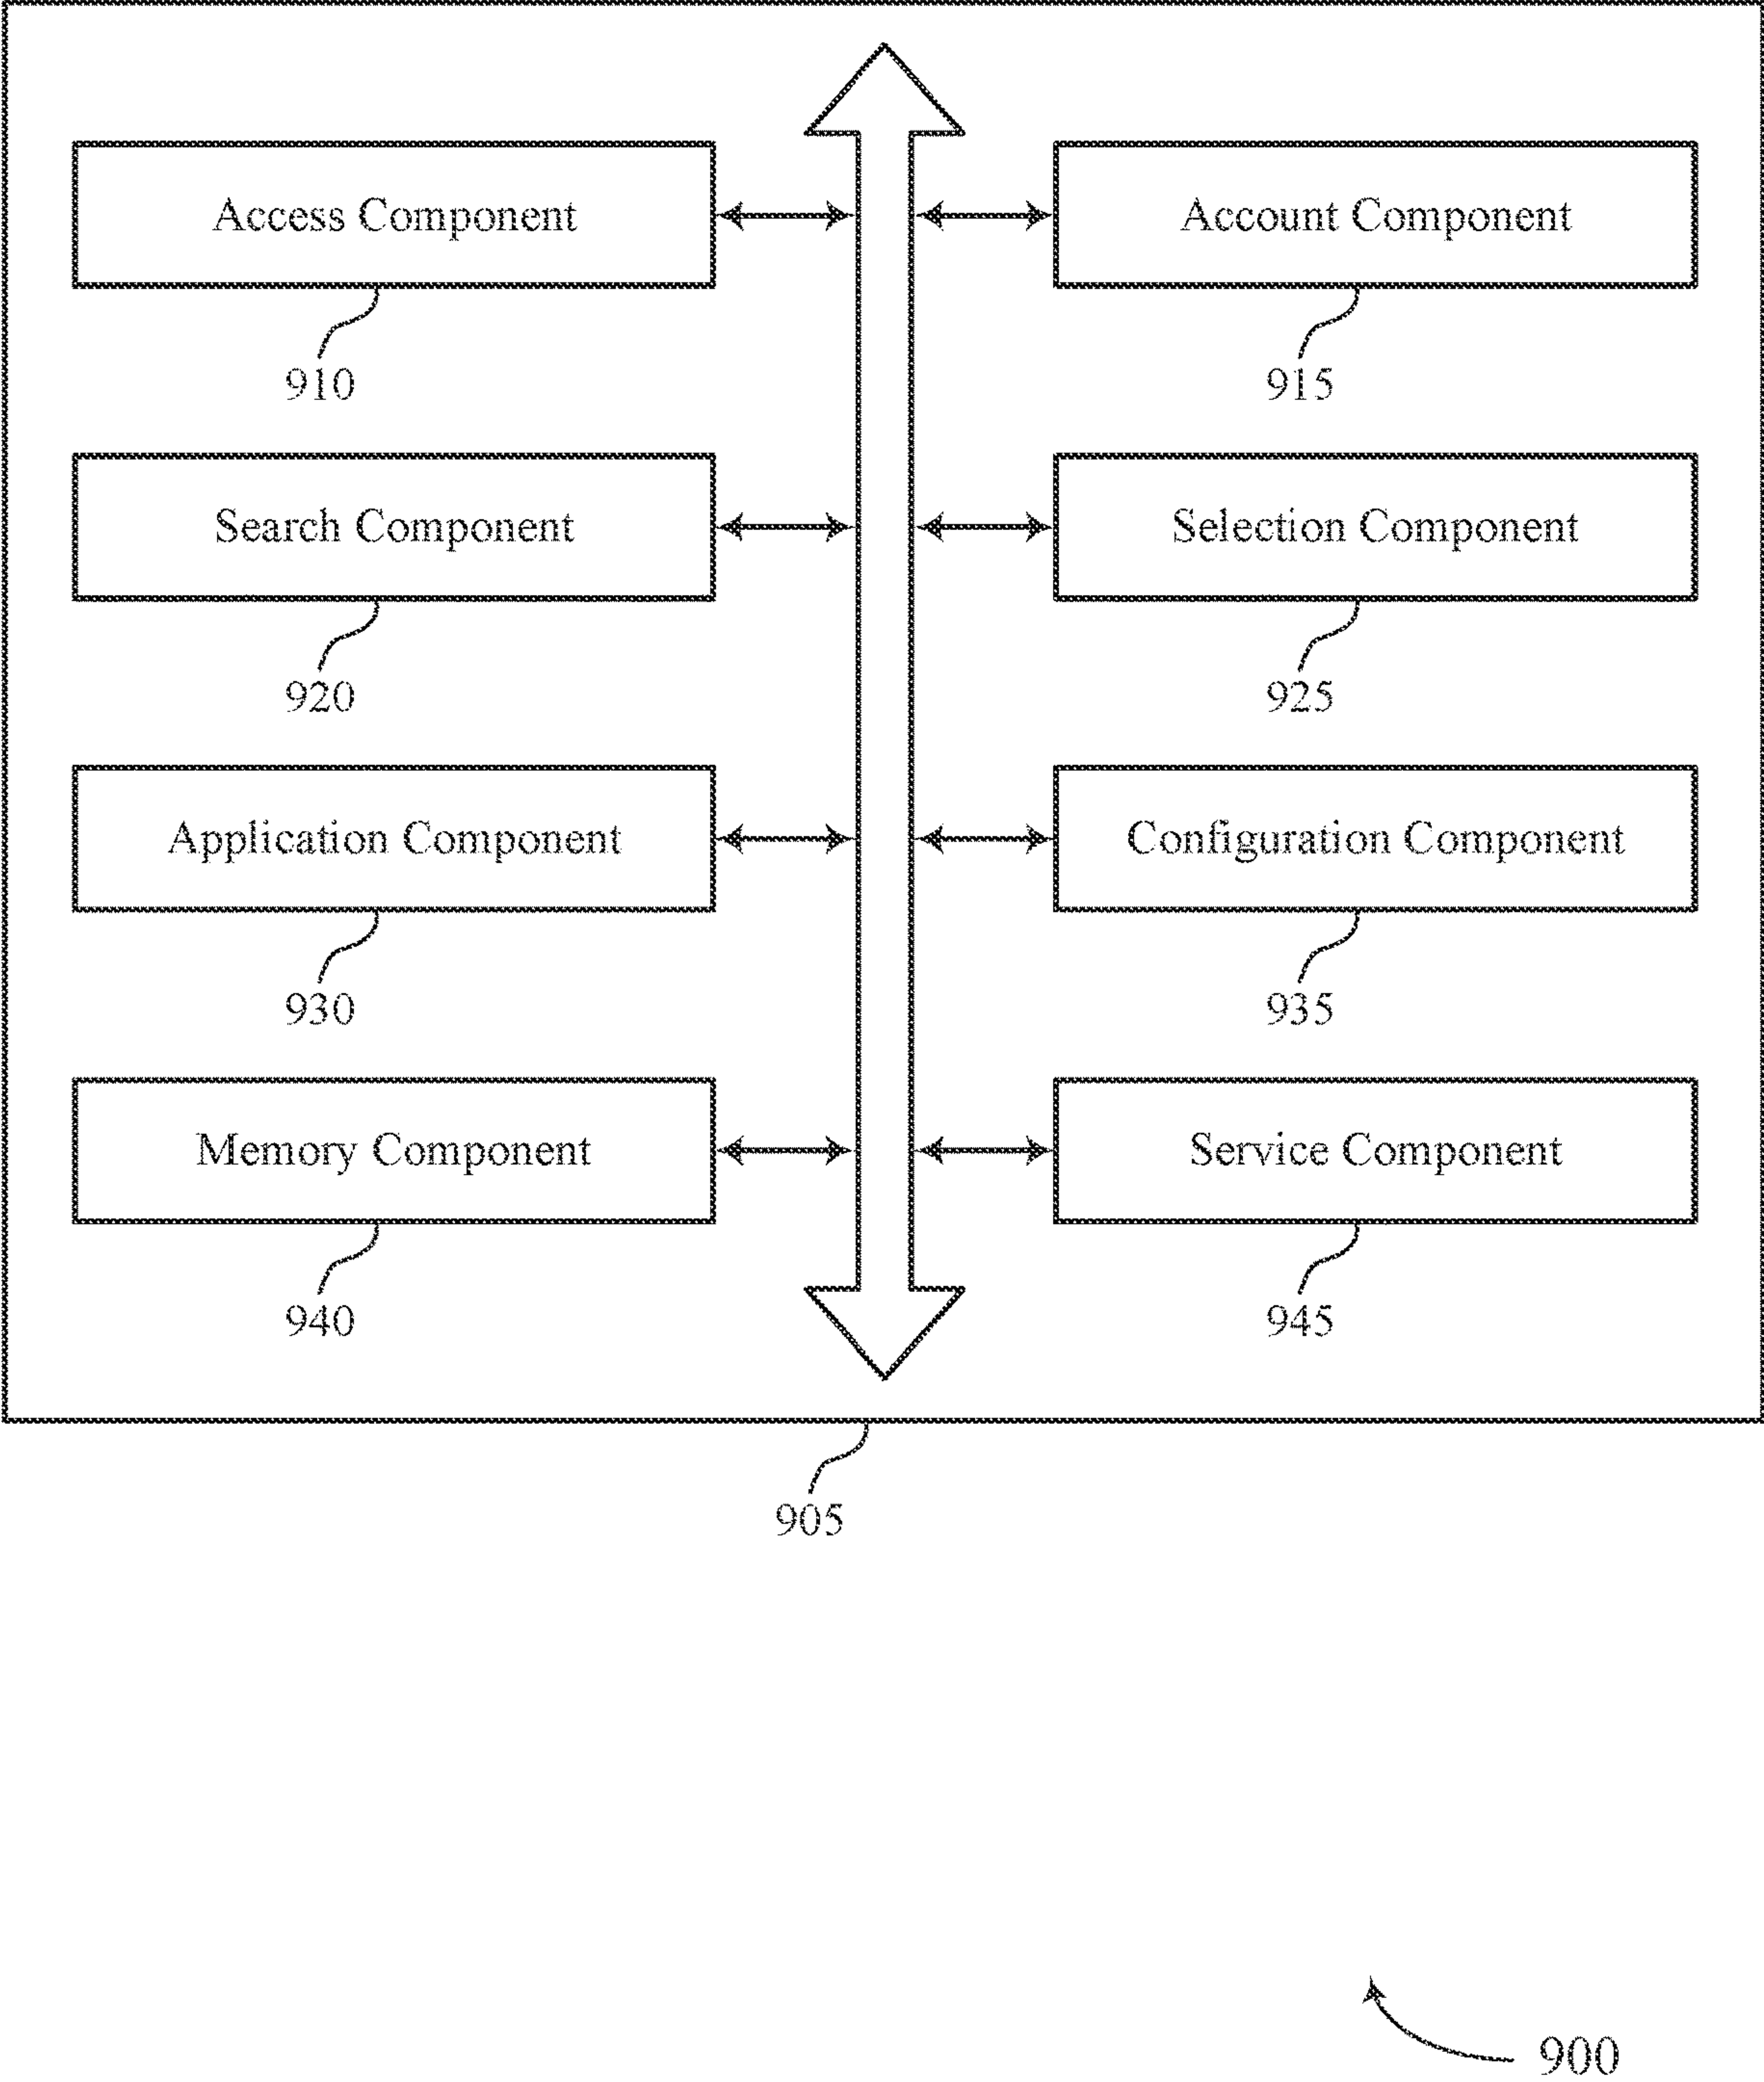 Access Component
Account Component
910
915
Search Component
Selection Component
920
925
Application Component
Configuration Component
930
935
Memory Component
Service Component
940
945
905
900